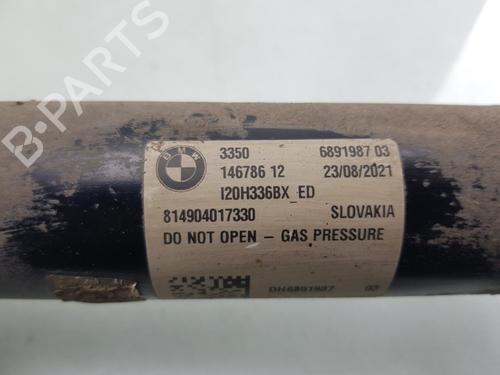 B-PARTS
BMW
3350 6891987 03
146786 12 23/08/2021
I20H336BX_ED
814904017330 SLOVAKIA
DO NOT OPEN - GAS PRESSURE
DH6891987 03